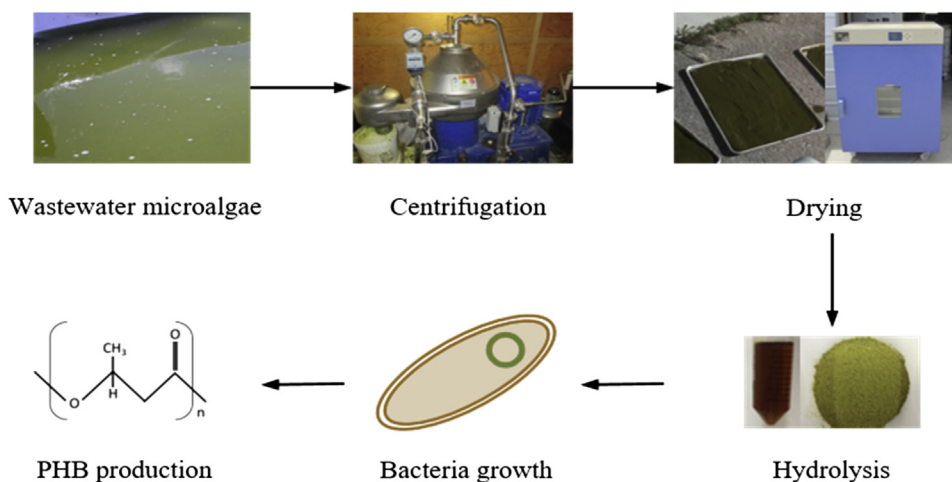 Wastewater microalgae
Centrifugation
Drying
Hydrolysis
Bacteria growth
PHB production
CH₃
O
O
H
n